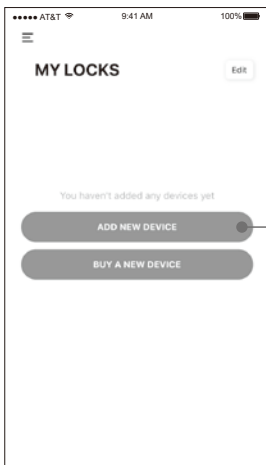 AT&T 9:41 AM 100%
MY LOCKS Edit
You haven't added any devices yet
ADD NEW DEVICE
BUY A NEW DEVICE